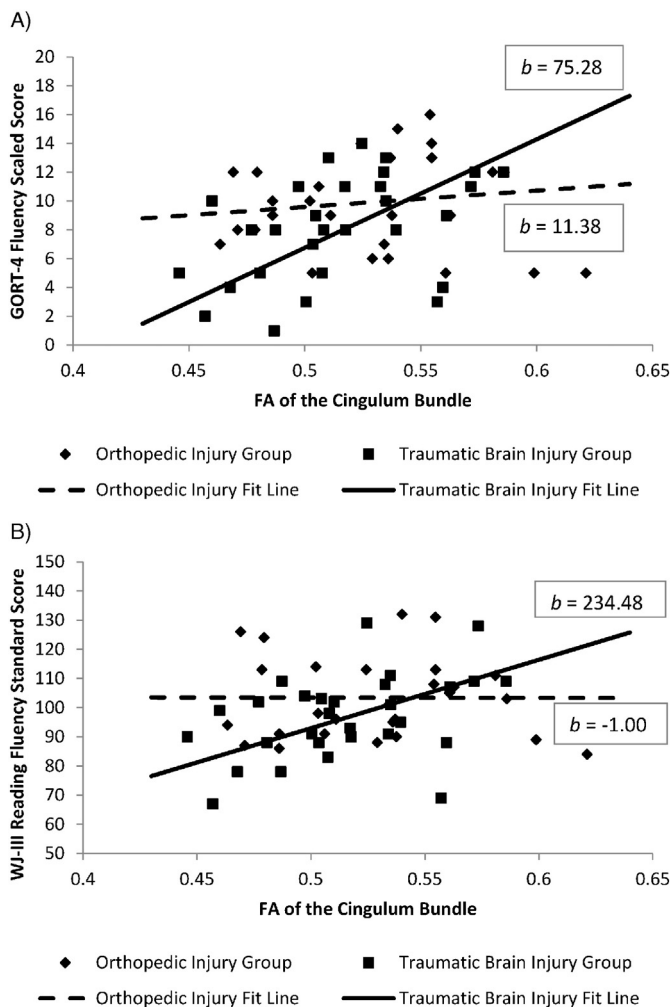 A)
b = 75.28
20
18
16
14
12
10
8
6
4
2
0
GORT-4 Fluency Scaled Score
b = 11.38
0.4 0.45 0.5 0.55 0.6 0.65
FA of the Cingulum Bundle
Orthopedic Injury Group Traumatic Brain Injury Group
Orthopedic Injury Fit Line Traumatic Brain Injury Fit Line
B)
150
140
130
120
110
100
90
80
70
60
50
WJ-III Reading Fluency Standard Score
b = 234.48
b = -1.00
0.4 0.45 0.5 0.55 0.6 0.65
FA of the Cingulum Bundle
Orthopedic Injury Group Traumatic Brain Injury Group
Orthopedic Injury Fit Line Traumatic Brain Injury Fit Line